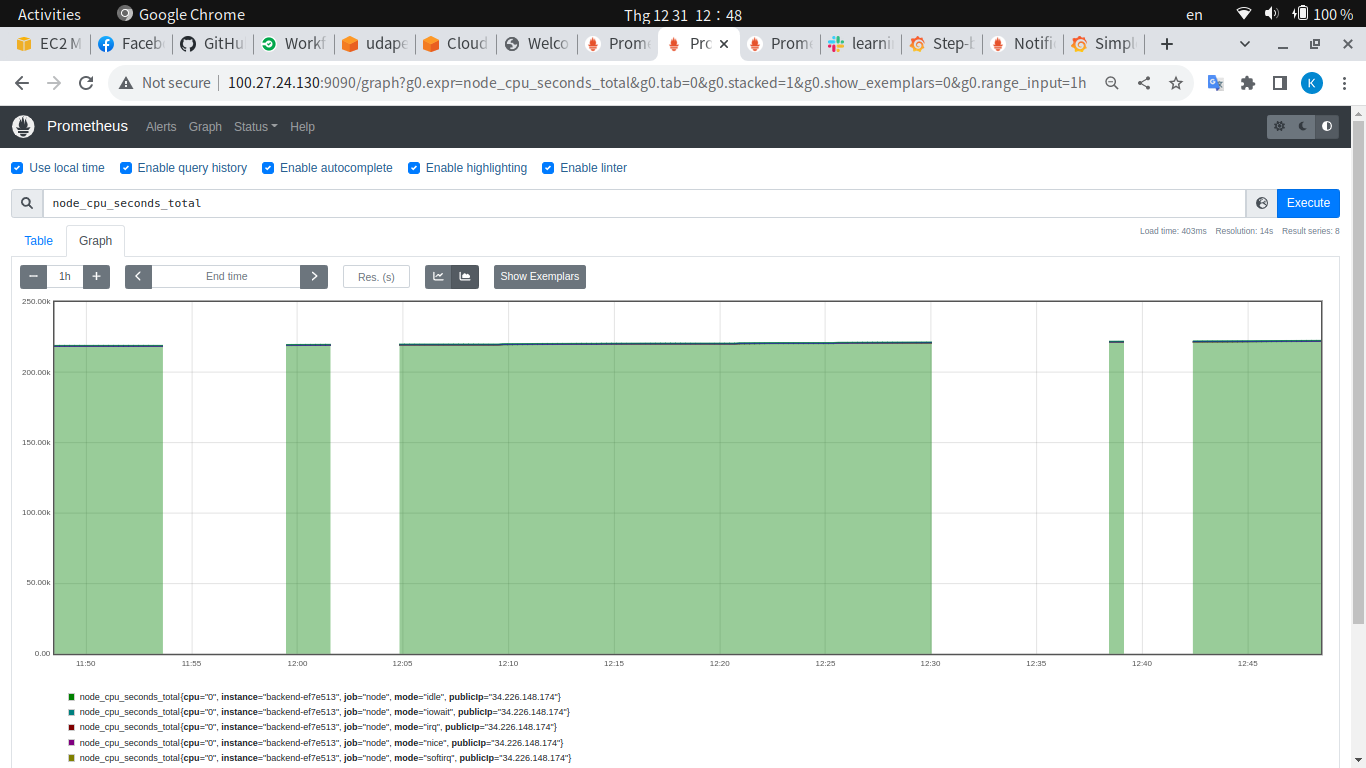 Activities Google Chrome Thg 12 31 12 : 48 en 100 %
EC2 M Faceb GitHu Workf udape Cloud Welco Prome Pro Prome learni Step-b Notifi Simpl
Not secure 100.27.24.130:9090/graph?g0.expr=node_cpu_seconds_total&g0.tab=0&g0.stacked=1&g0.show_exemplars=0&g0.range_input=1h K
Prometheus Alerts Graph Status Help
Use local time Enable query history Enable autocomplete Enable highlighting Enable linter
node_cpu_seconds_total Execute
Table Graph Load time: 403ms Resolution: 14s Result series: 8
1h End time Res. (s) Show Exemplars
250.00k
200.00k
150.00k
100.00k
50.00k
0.00
11:50 11:55 12:00 12:05 12:10 12:15 12:20 12:25 12:30 12:35 12:40 12:45
node_cpu_seconds_total{cpu="0", instance="backend-ef7e513", job="node", mode="idle", publicIp="34.226.148.174"}
node_cpu_seconds_total{cpu="0", instance="backend-ef7e513", job="node", mode="iowait", publicIp="34.226.148.174"}
node_cpu_seconds_total{cpu="0", instance="backend-ef7e513", job="node", mode="irq", publicIp="34.226.148.174"}
node_cpu_seconds_total{cpu="0", instance="backend-ef7e513", job="node", mode="nice", publicIp="34.226.148.174"}
node_cpu_seconds_total{cpu="0", instance="backend-ef7e513", job="node", mode="softirq", publicIp="34.226.148.174"}